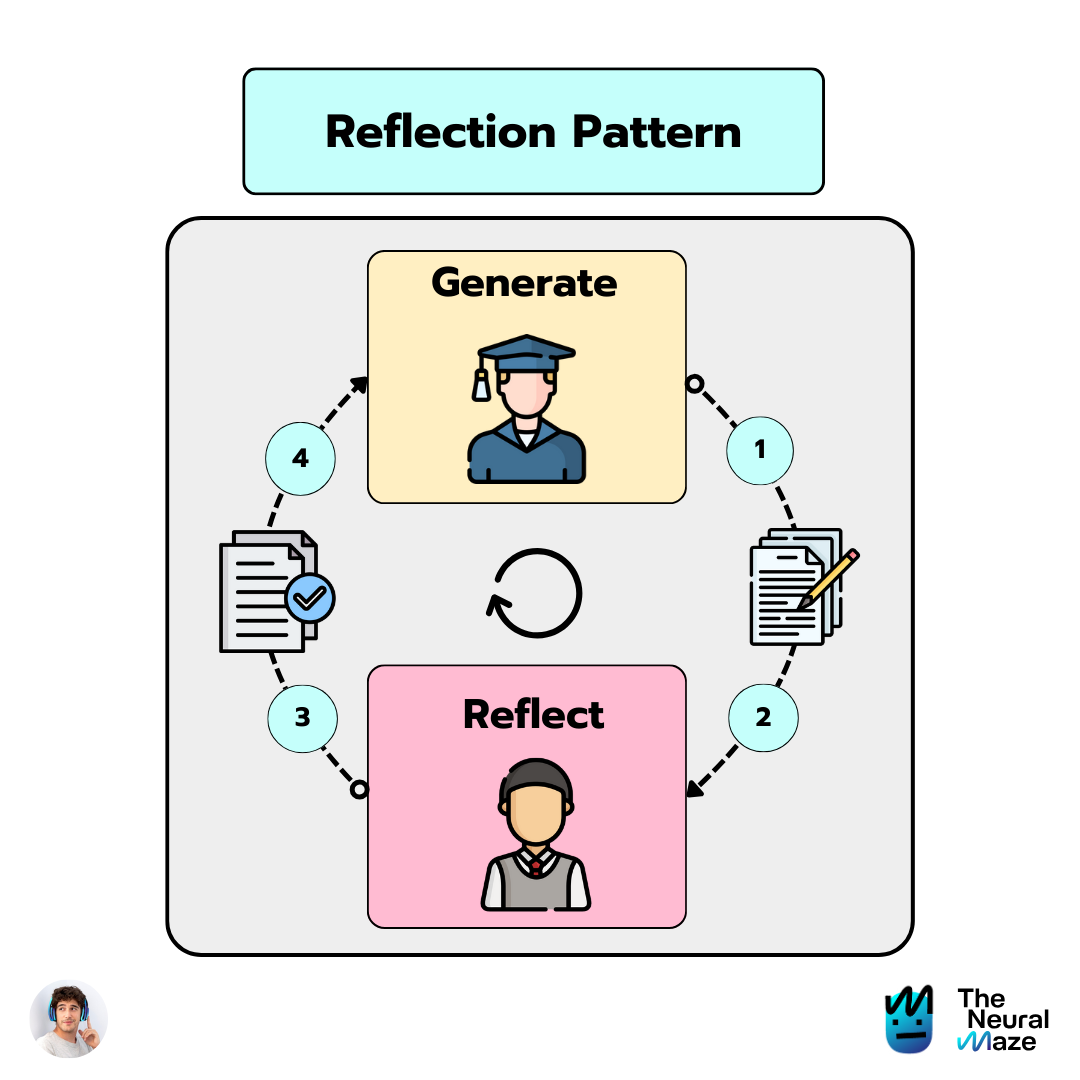 Reflection Pattern
Generate
4
1
3
2
Reflect
The
Neural
Maze